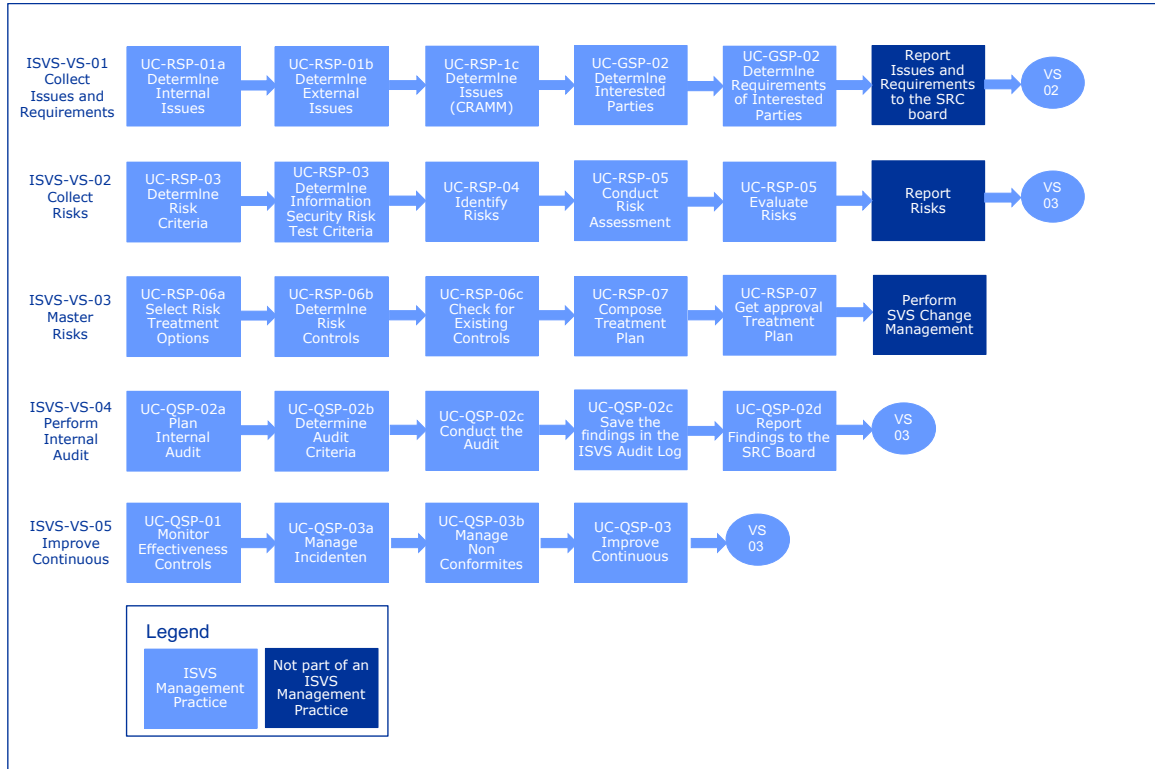 ISVS-VS-01
Collect
Issues and
Requirements
UC-RSP-01a
Determlne
Internal
Issues
UC-RSP-01b
Determlne
External
Issues
UC-RSP-1c
Determlne
Issues
(CRAMM)
UC-GSP-02
Determlne
Interested
Parties
UC-GSP-02
Determlne
Requirements
of Interested
Parties
Report
Issues and
Requirements
to the SRC
board
VS
02
ISVS-VS-02
Collect
Risks
UC-RSP-03
Determlne
Risk
Criteria
UC-RSP-03
Determlne
Information
Security Risk
Test Criteria
UC-RSP-04
Identify
Risks
UC-RSP-05
Conduct
Risk
Assessment
UC-RSP-05
Evaluate
Risks
Report
Risks
VS
03
ISVS-VS-03
Master
Risks
UC-RSP-06a
Select Risk
Treatment
Options
UC-RSP-06b
Determlne
Risk
Controls
UC-RSP-06c
Check for
Existing
Controls
UC-RSP-07
Compose
Treatment
Plan
UC-RSP-07
Get approval
Treatment
Plan
Perform
SVS Change
Management
ISVS-VS-04
Perform
Internal
Audit
UC-QSP-02a
Plan
Internal
Audit
UC-QSP-02b
Determine
Audit
Criteria
UC-QSP-02c
Conduct the
Audit
UC-QSP-02c
Save the
findings in the
ISVS Audit Log
UC-QSP-02d
Report
Findings to the
SRC Board
VS
03
ISVS-VS-05
Improve
Continuous
UC-QSP-01
Monitor
Effectiveness
Controls
UC-QSP-03a
Manage
Incidenten
UC-QSP-03b
Manage
Non
Conformites
UC-QSP-03
Improve
Continuous
VS
03
Legend
ISVS
Management
Practice
Not part of an
ISVS
Management
Practice